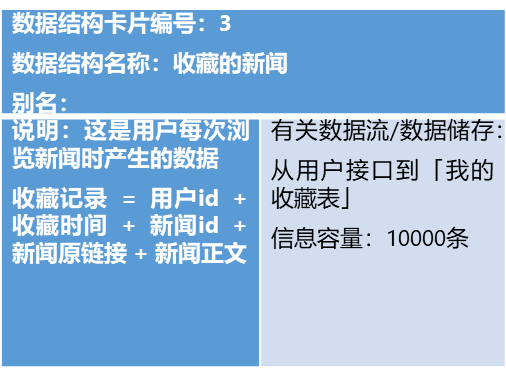 数据结构卡片编号：3
数据结构名称：收藏的新闻
别名：
说明：这是用户每次浏
览新闻时产生的数据
收藏记录 = 用户id +
收藏时间 + 新闻id +
新闻原链接 + 新闻正文
有关数据流/数据储存：
从用户接口到「我的
收藏表」
信息容量：10000条